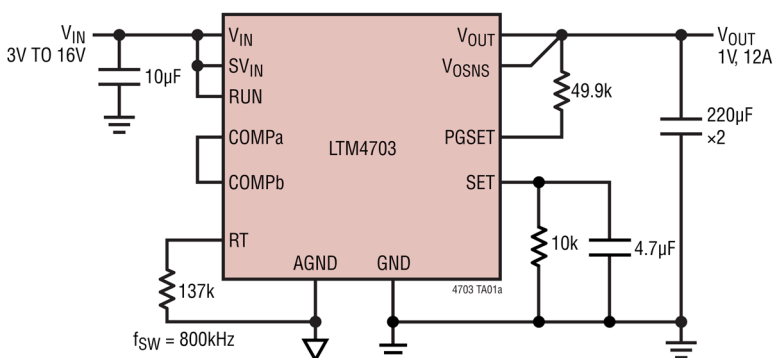 VIN
3V TO 16V
10µF
VIN
SVIN
RUN
COMPa
COMPb
RT
LTM4703
AGND
GND
VOUT
VOSNS
PGSET
SET
4703 TA01a
49.9k
VOUT
1V, 12A
220µF
×2
10k
4.7µF
137k
fSW = 800kHz